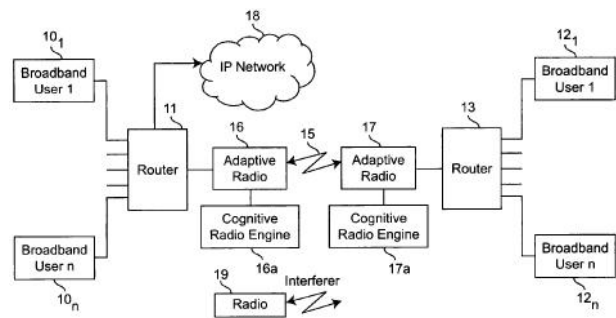 18
10₁
Broadband
User 1
IP Network
12₁
Broadband
User 1
11
16
15
17
13
Router
Adaptive
Radio
Adaptive
Radio
Router
Cognitive
Radio Engine
Cognitive
Radio Engine
Broadband
User n
10ₙ
16a
17a
Broadband
User n
12ₙ
19
Interferer
Radio